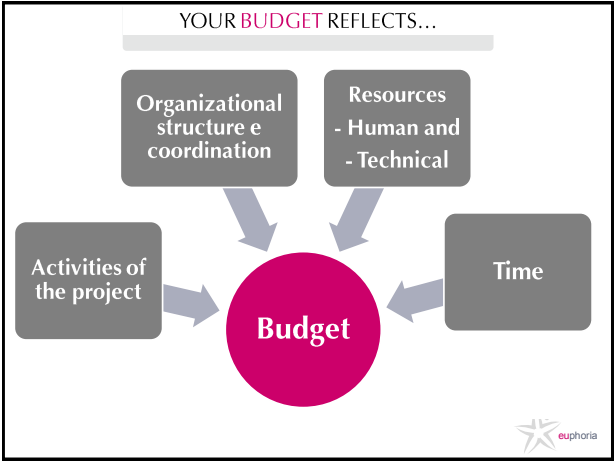 YOUR BUDGET REFLECTS…
Organizational
structure e
coordination
Resources
- Human and
- Technical
Activities of
the project
Time
Budget
euphoria